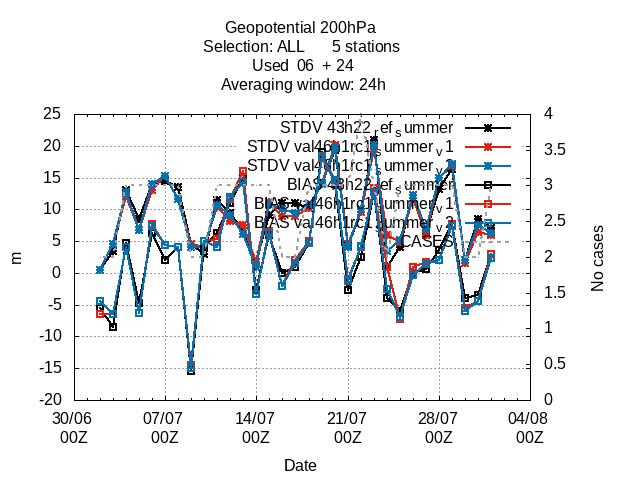 Geopotential 200hPa
Selection: ALL 5 stations
Used 06 + 24
Averaging window: 24h
25 4
20 3.5
15 3
10 2.5
5 2
0
-5 1.5
-10 1
-15 0.5
-20 0
STDV 43h22_ref_summer
STDV val46h1rc1_summer_v1
STDV val46h1rc1_summer_v2
BIAS 43h22_ref_summer
BIAS val46h1rc1_summer_v1
BIAS val46h1rc1_summer_v2
CASES
m
No cases
30/06 07/07 14/07 21/07 28/07 04/08
00Z 00Z 00Z 00Z 00Z 00Z
Date